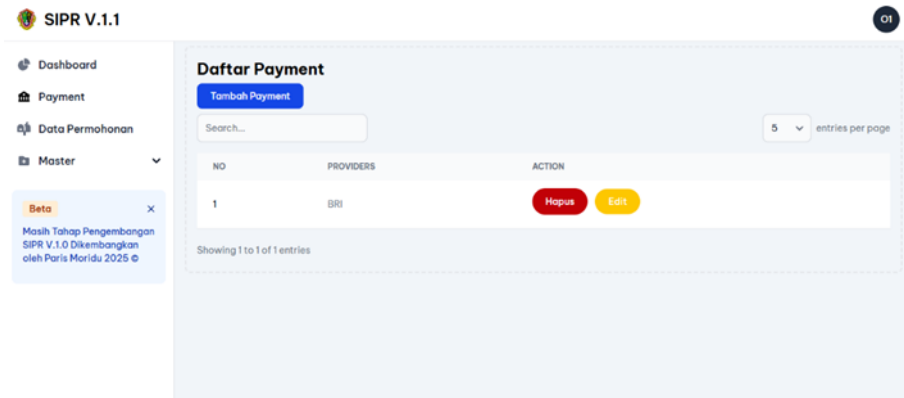 SIPR V.1.1
01
Dashboard
Payment
Data Permohonan
Master
Beta
Masih Tahap Pengembangan
SIPR V.1.0 Dikembangkan
oleh Paris Moridu 2025 ©
Daftar Payment
Tambah Payment
Search...
5 entries per page
NO PROVIDERS ACTION
1 BRI Hapus Edit
Showing 1 to 1 of 1 entries